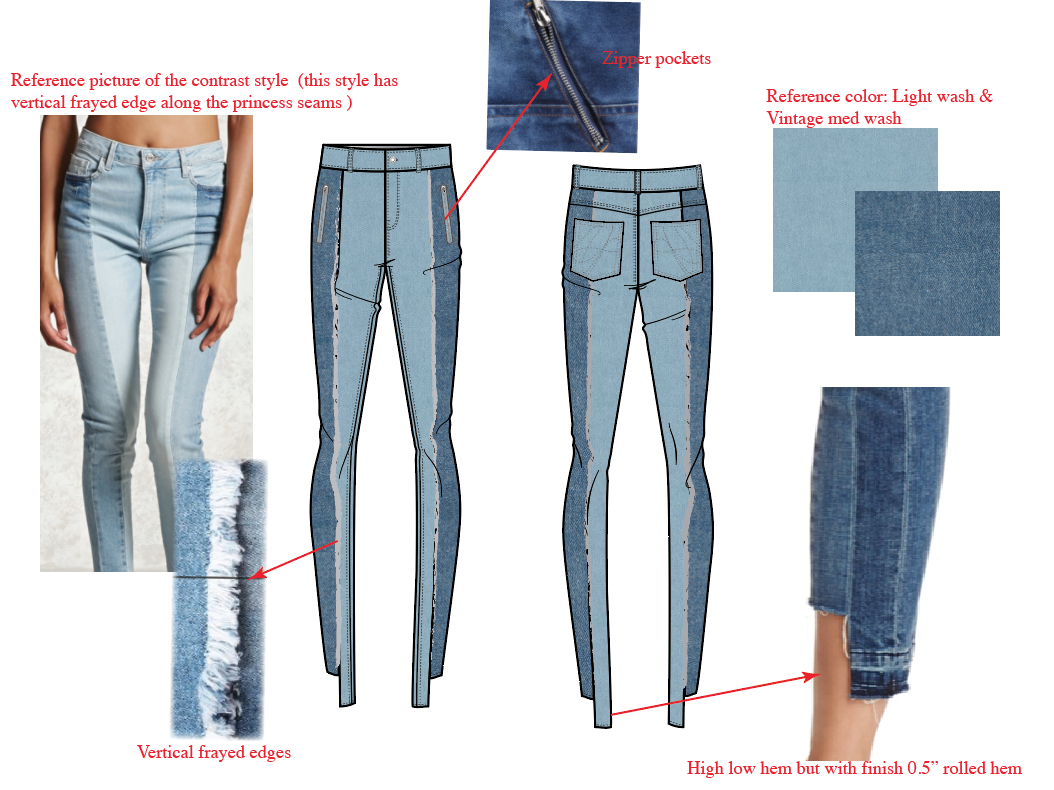 Zipper pockets
Reference picture of the contrast style (this style has
vertical frayed edge along the princess seams )
Reference color: Light wash &
Vintage med wash
Vertical frayed edges
High low hem but with finish 0.5” rolled hem